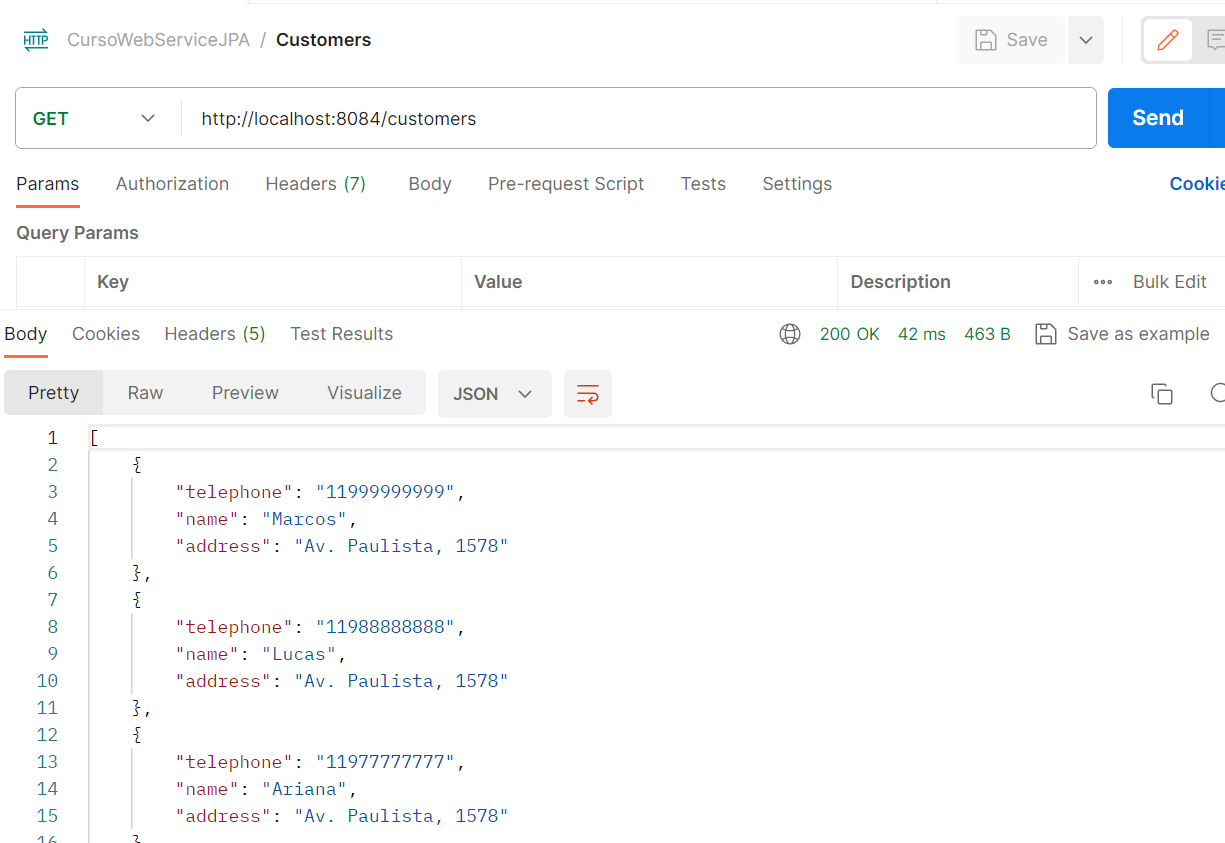 HTTP CursoWebServiceJPA / Customers Save
GET http://localhost:8084/customers Send
Params Authorization Headers (7) Body Pre-request Script Tests Settings Cookie
Query Params
Key Value Description Bulk Edit
Body Cookies Headers (5) Test Results 200 OK 42 ms 463 B Save as example
Pretty Raw Preview Visualize JSON
1 [
2 {
3 "telephone": "11999999999",
4 "name": "Marcos",
5 "address": "Av. Paulista, 1578"
6 },
7 {
8 "telephone": "11988888888",
9 "name": "Lucas",
10 "address": "Av. Paulista, 1578"
11 },
12 {
13 "telephone": "11977777777",
14 "name": "Ariana",
15 "address": "Av. Paulista, 1578"
16 }